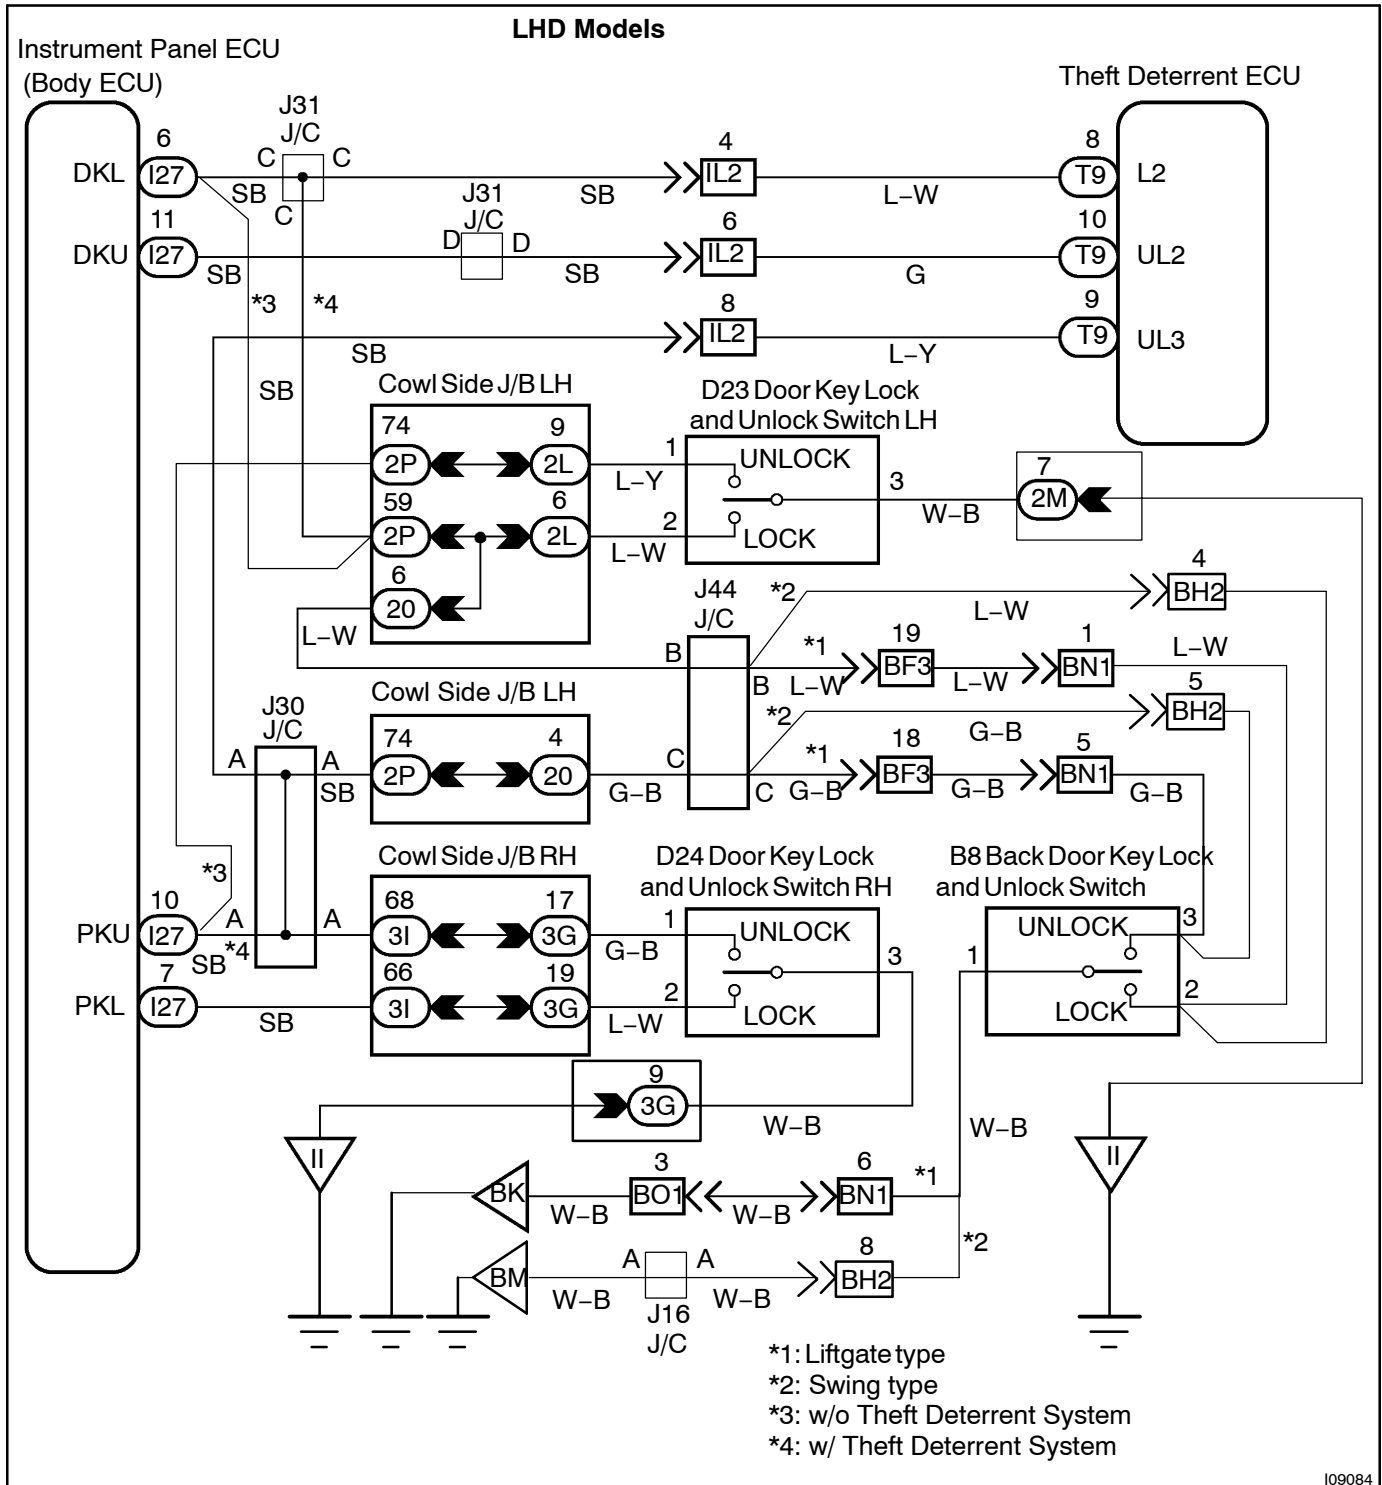 LHD Models
Instrument Panel ECU
(Body ECU)
Theft Deterrent ECU
J31
J/C
6
C
C
4
8
DKL
I27
SB
SB
IL2
L-W
T9
L2
C
J31
J/C
11
D
D
6
10
DKU
I27
SB
SB
IL2
G
T9
UL2
*3
*4
8
9
SB
IL2
L-Y
T9
UL3
SB
Cowl Side J/B LH
D23 Door Key Lock
and Unlock Switch LH
74
9
1
UNLOCK
2P
2L
L-Y
3
7
59
6
2
LOCK
W-B
2M
2P
2L
L-W
6
20
L-W
J44
J/C
*2
4
L-W
BH2
B
*1
19
1
L-W
B
L-W
BF3
L-W
BN1
5
*2
G-B
BH2
J30
J/C
Cowl Side J/B LH
74
4
A
A
C
*1
18
5
SB
2P
20
G-B
C
G-B
BF3
G-B
BN1
G-B
*3
Cowl Side J/B RH
D24 Door Key Lock
and Unlock Switch RH
B8 Back Door Key Lock
and Unlock Switch
10
A
A
68
17
1
UNLOCK
UNLOCK
3
PKU
I27
SB
*4
3I
3G
G-B
3
1
7
66
19
2
LOCK
LOCK
2
PKL
I27
SB
3I
3G
L-W
9
3G
W-B
W-B
II
II
3
6
*1
BK
W-B
BO1
W-B
BN1
*2
A
A
8
BM
W-B
W-B
BH2
J16
J/C
*1: Liftgate type
*2: Swing type
*3: w/o Theft Deterrent System
*4: w/ Theft Deterrent System
I09084